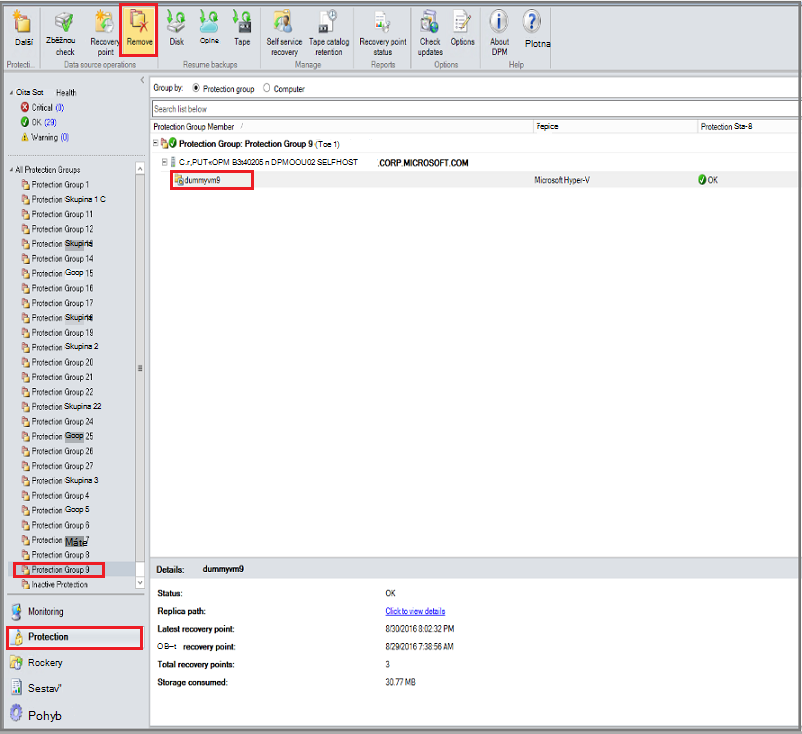 Další
Zběžnou check
Recovery point
Remove
Disk
Opine
Tape
Self service recovery
Tape catalog retention
Recovery point status
Check updates
Options
About DPM
Plotna
Protecti...
Data source operations
Resume backups
Manage
Reports
Options
Help
Oita Sot Health
Critical (0)
OK (29)
Warning (0)
All Protection Groups
Protection Group 1
Protection Skupina 1 C
Protection Group 11
Protection Group 12
Protection Skupina
Protection Group 14
Protection Goop 15
Protection Group 16
Protection Group 17
Protection Skupina
Protection Group 19
Protection Skupina 2
Protection Group 20
Protection Group 21
Protection Group 22
Protection Skupina 22
Protection Group 24
Protection Goop 25
Protection Group 26
Protection Group 27
Protection Skupina 3
Protection Group 4
Protection Goop 5
Protection Group 6
Protection Máte 7
Protection Group 8
Protection Group 9
Inactive Protection
Monitoring
Protection
Rockery
Sestav"
Pohyb
Group by: Protection group Computer
Search list below
Protection Group Member / řepice Protection Sta-8
Protection Group: Protection Group 9 (Toe 1)
C.r,PUT«OPM B3t40205 n DPMOOU02 SELFHOST .CORP.MICROSOFT.COM
dummyvm9 Microsoft Hyper-V OK
Details: dummyvm9
Status: OK
Replica path: Click to view details
Latest recovery point: 8/30/2016 8:02:32 PM
OB-t recovery point: 8/29/2016 7:38:56 AM
Total recovery points: 3
Storage consumed: 30.77 MB